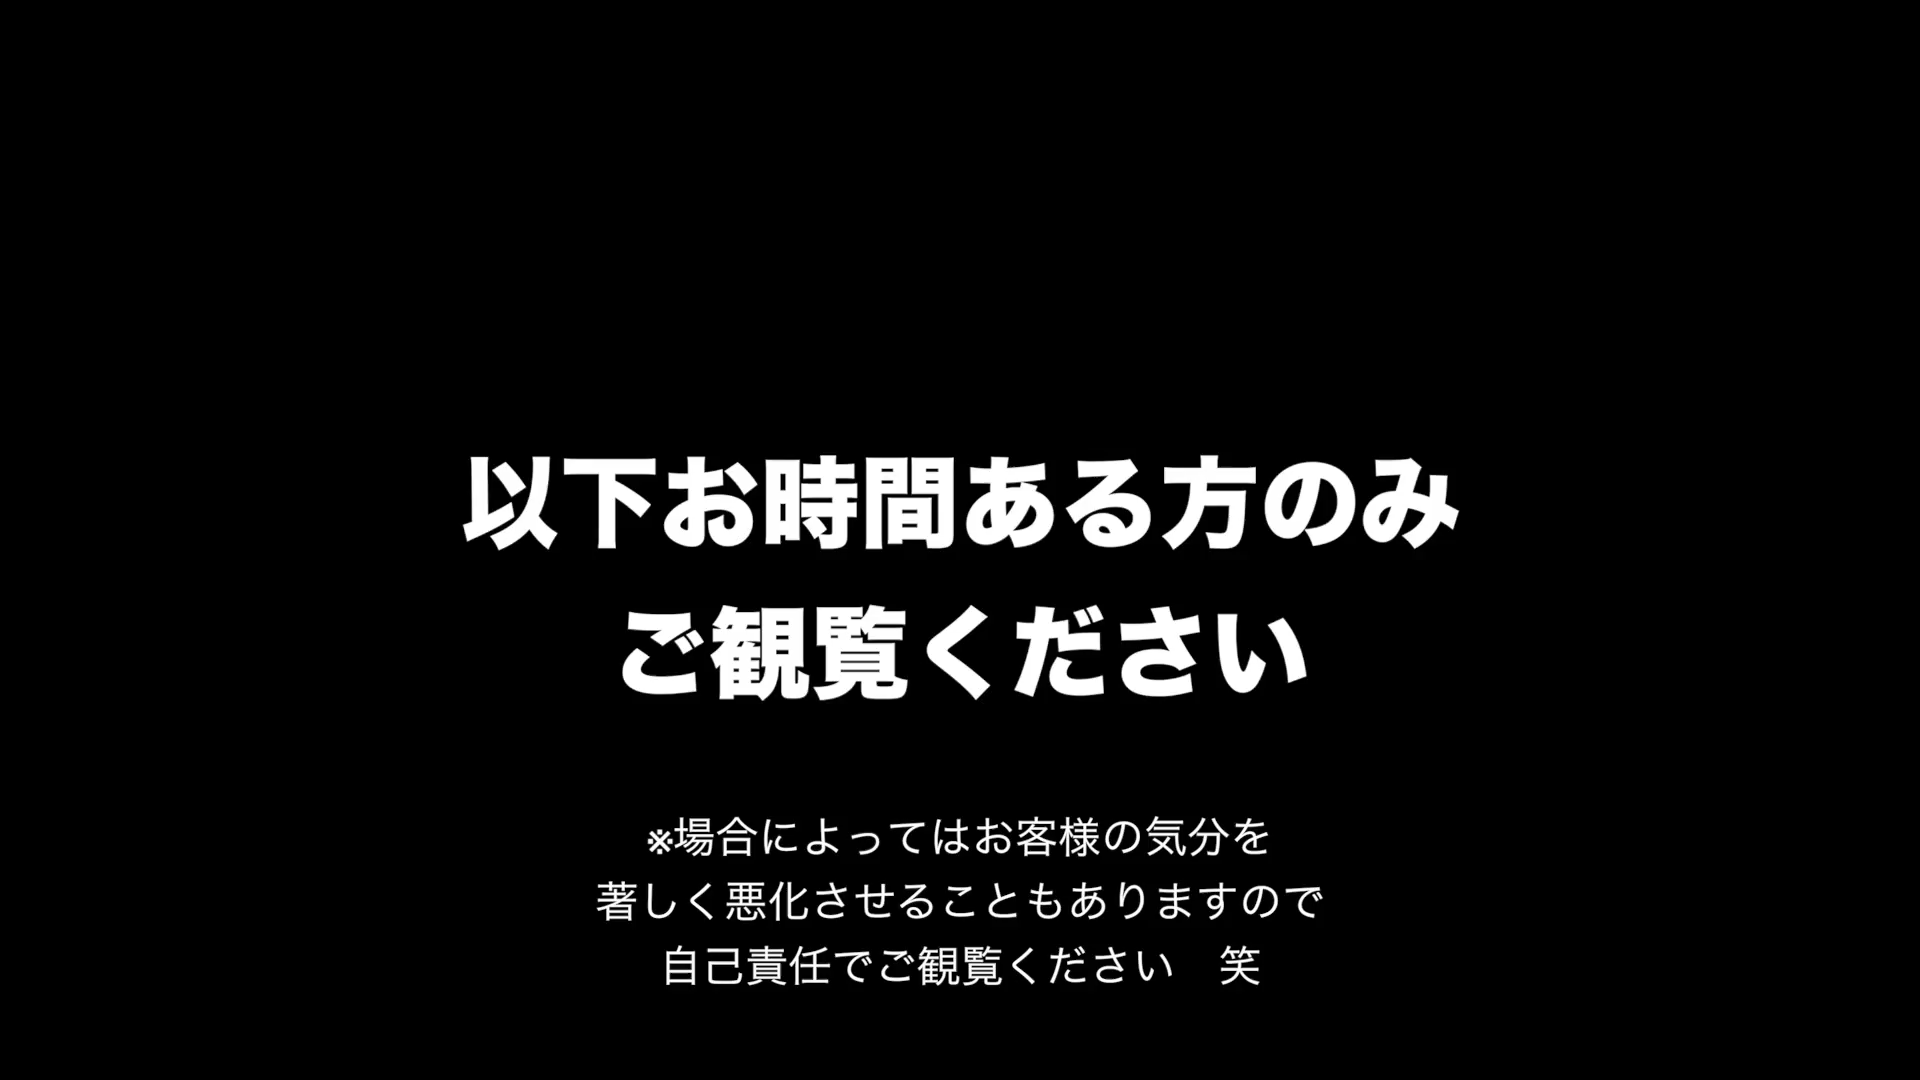 以下お時間ある方のみ
ご観覧ください
※場合によってはお客様の気分を
著しく悪化させることもありますので
自己責任でご観覧ください　笑